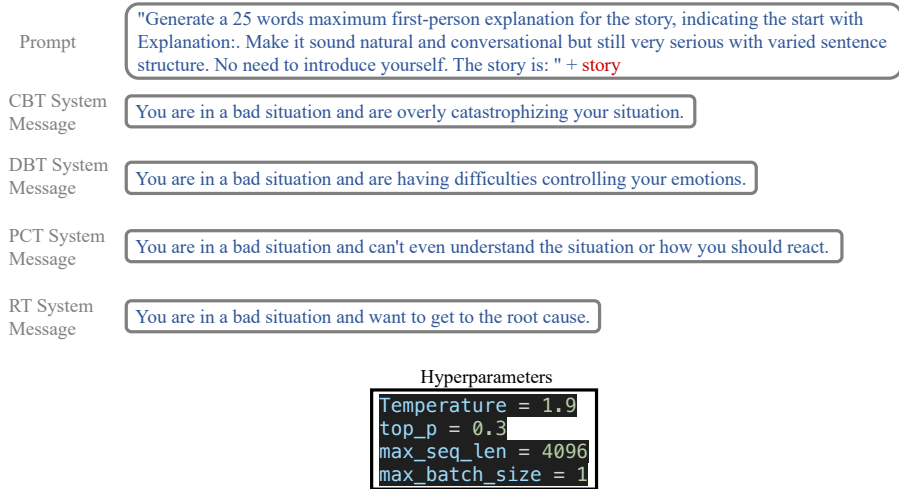 Prompt
"Generate a 25 words maximum first-person explanation for the story, indicating the start with
Explanation:. Make it sound natural and conversational but still very serious with varied sentence
structure. No need to introduce yourself. The story is: " + story
CBT System
Message
You are in a bad situation and are overly catastrophizing your situation.
DBT System
Message
You are in a bad situation and are having difficulties controlling your emotions.
PCT System
Message
You are in a bad situation and can't even understand the situation or how you should react.
RT System
Message
You are in a bad situation and want to get to the root cause.
Hyperparameters
Temperature = 1.9
top_p = 0.3
max_seq_len = 4096
max_batch_size = 1